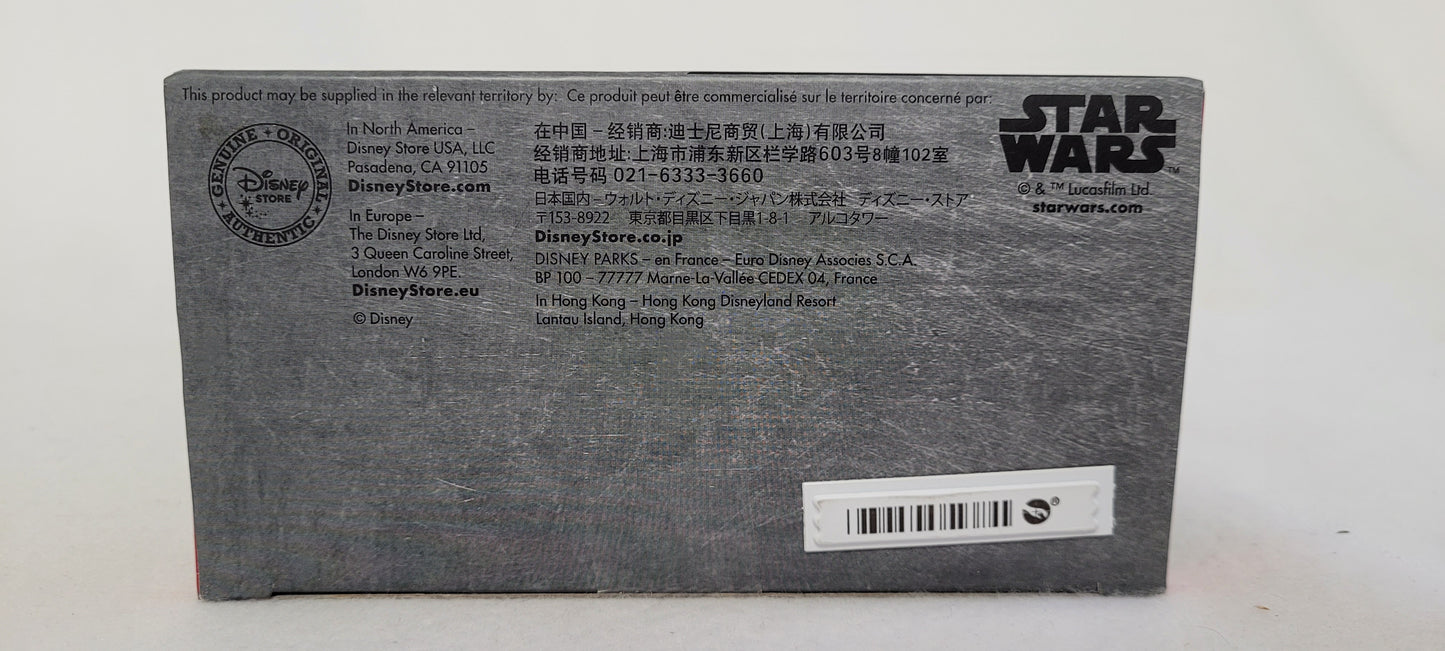 This product may be supplied in the relevant territory by: Ce produit peut être commercialisé sur le territoire concerné par:
GENUINE ORIGINAL
Disney
STORE
AUTHENTIC
In North America –
Disney Store USA, LLC
Pasadena, CA 91105
DisneyStore.com
In Europe –
The Disney Store Ltd,
3 Queen Caroline Street,
London W6 9PE.
DisneyStore.eu
© Disney
在中国 – 经销商:迪士尼商贸(上海)有限公司
经销商地址:上海市浦东新区栏学路603号8幢102室
电话号码 021-6333-3660
日本国内 – ウォルト・ディズニー・ジャパン株式会社 ディズニー・ストア
〒153-8922 東京都目黒区下目黒1-8-1 アルコタワー
DisneyStore.co.jp
DISNEY PARKS – en France – Euro Disney Associes S.C.A.
BP 100 – 77777 Marne-La-Vallée CEDEX 04, France
In Hong Kong – Hong Kong Disneyland Resort
Lantau Island, Hong Kong
STAR
WARS™
© & ™ Lucasfilm Ltd.
starwars.com
®